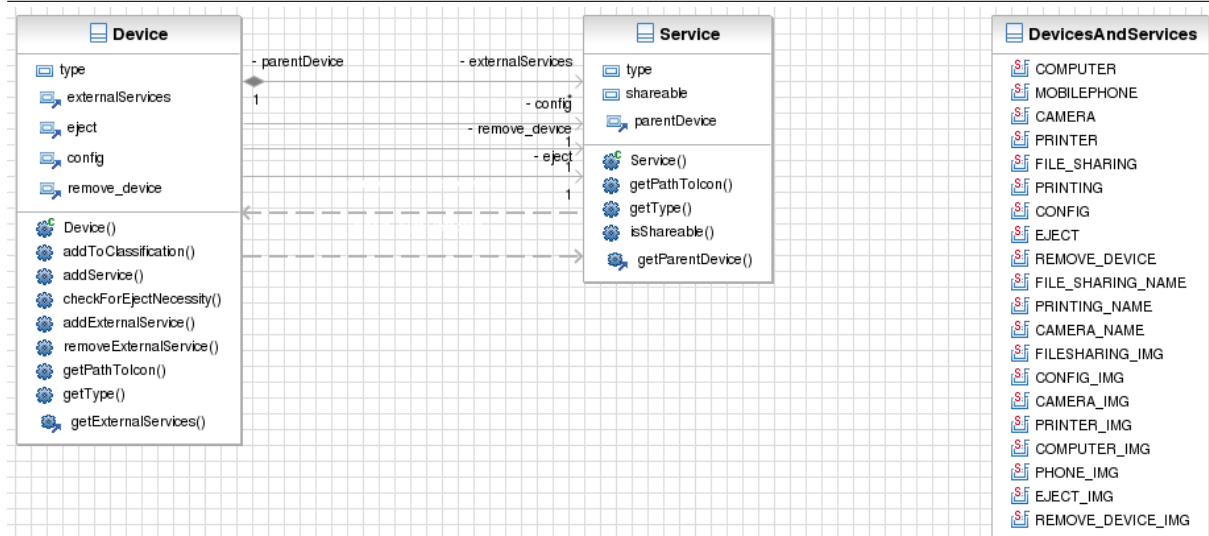 Device
type
externalServices
eject
config
remove_device
Device()
addToClassification()
addService()
checkForEjectNecessity()
addExternalService()
removeExternalService()
getPathToIcon()
getType()
getExternalServices()
- parentDevice
1
- externalServices
*
- config
1
- remove_device
1
- eject
1
Service
type
shareable
parentDevice
Service()
getPathToIcon()
getType()
isShareable()
getParentDevice()
DevicesAndServices
COMPUTER
MOBILEPHONE
CAMERA
PRINTER
FILE_SHARING
PRINTING
CONFIG
EJECT
REMOVE_DEVICE
FILE_SHARING_NAME
PRINTING_NAME
CAMERA_NAME
FILESHARING_IMG
CONFIG_IMG
CAMERA_IMG
PRINTER_IMG
COMPUTER_IMG
PHONE_IMG
EJECT_IMG
REMOVE_DEVICE_IMG